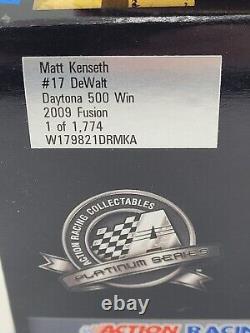 Matt Kenseth
#17 DeWalt
Daytona 500 Win
2009 Fusion
1 of 1,774
W179821DRMKA
ACTION RACING COLLECTABLES
A
PLATINUM SERIES
ACTION RACING